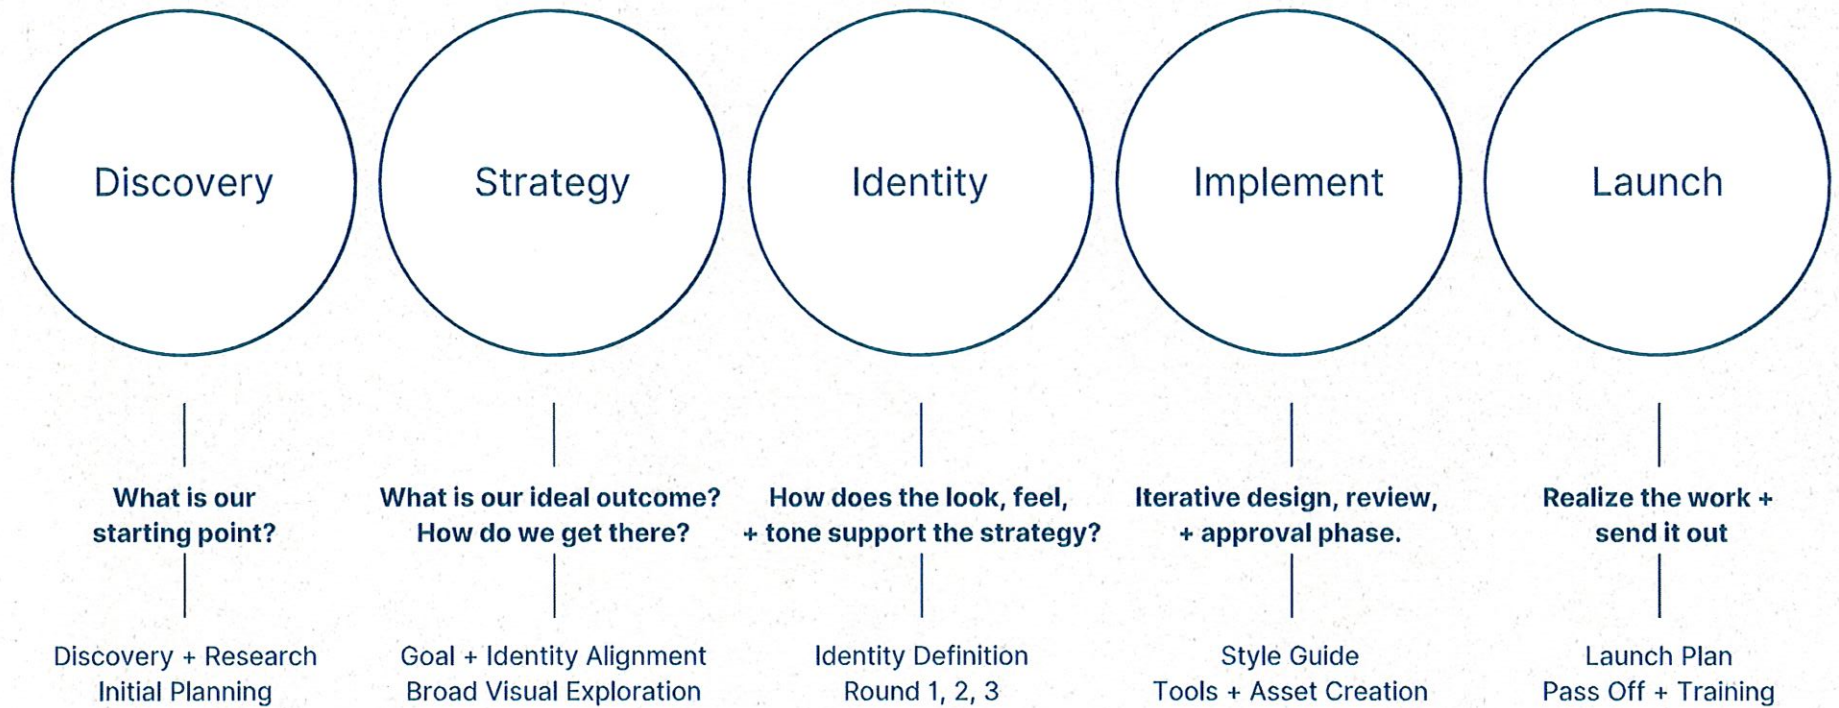 Discovery
Strategy
Identity
Implement
Launch
What is our
starting point?
What is our ideal outcome?
How do we get there?
How does the look, feel,
+ tone support the strategy?
Iterative design, review,
+ approval phase.
Realize the work +
send it out
Discovery + Research
Initial Planning
Goal + Identity Alignment
Broad Visual Exploration
Identity Definition
Round 1, 2, 3
Style Guide
Tools + Asset Creation
Launch Plan
Pass Off + Training